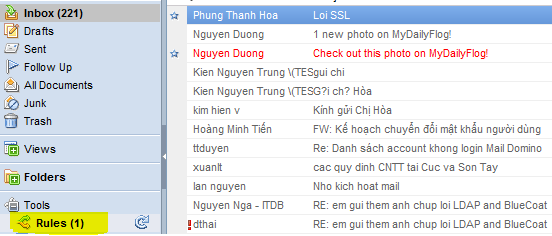 Inbox (221)
Drafts
Sent
Follow Up
All Documents
Junk
Trash
Views
Folders
Tools
Rules (1)
Phung Thanh Hoa Loi SSL
Nguyen Duong 1 new photo on MyDailyFlog!
Nguyen Duong Check out this photo on MyDailyFlog!
Kien Nguyen Trung \(TESgui chi
Kien Nguyen Trung \(TESG?i ch? Hòa
kim hien v Kính gửi Chị Hòa
Hoàng Minh Tiến FW: Kế hoạch chuyển đổi mật khẩu người dùng
ttduyen Re: Danh sách account khong login Mail Domino
xuanlt cac quy dinh CNTT tai Cuc va Son Tay
lan nguyen Nho kich hoat mail
Nguyen Nga - ITDB RE: em gui them anh chup loi LDAP and BlueCoat
dthai RE: em gui them anh chup loi LDAP and BlueCoat